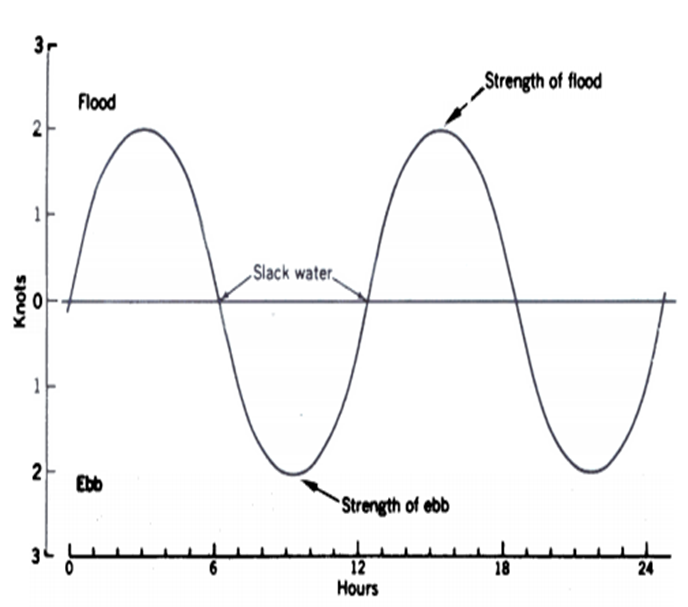 3
Flood
Strength of flood
2
1
Slack water
Knots
0
1
2
Ebb
Strength of ebb
3
0 6 12 18 24
Hours